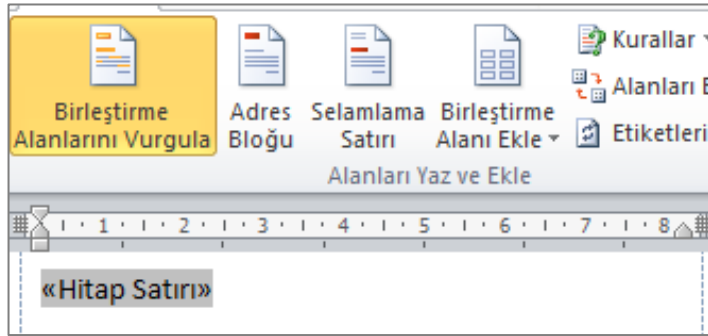 Birleştirme Alanlarını Vurgula
Adres Bloğu
Selamlama Satırı
Birleştirme Alanı Ekle
Kurallar
Alanları
Etiketleri
Alanları Yaz ve Ekle
1 2 3 4 5 6 7 8
«Hitap Satırı»